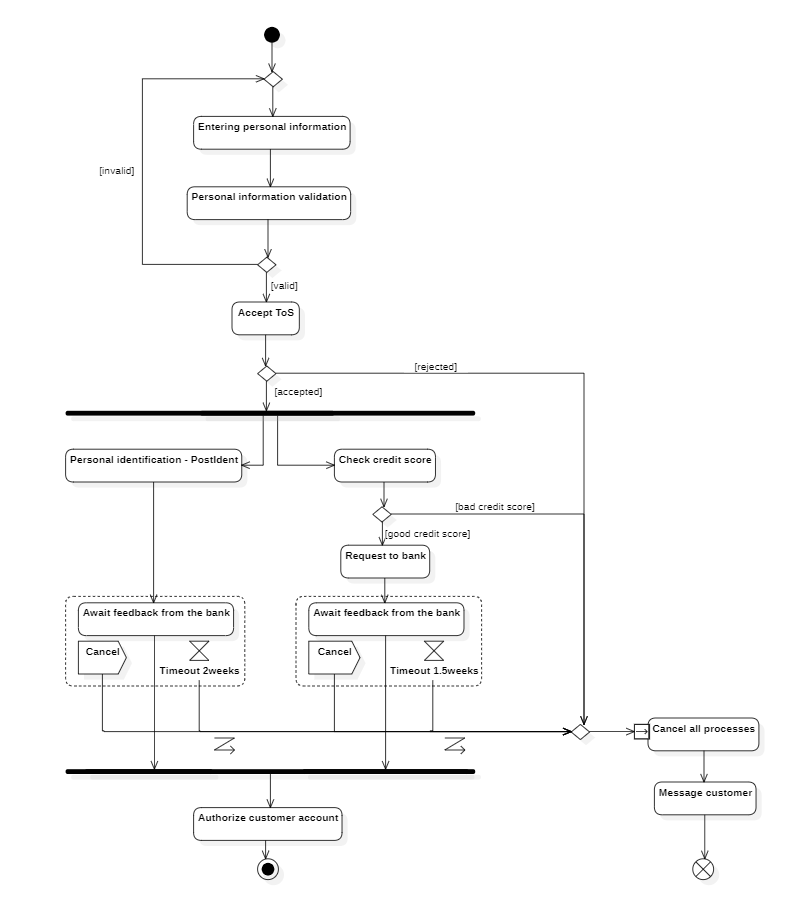 Entering personal information
[invalid]
Personal information validation
[valid]
Accept ToS
[rejected]
[accepted]
Personal identification - PostIdent
Check credit score
[bad credit score]
[good credit score]
Request to bank
Await feedback from the bank
Await feedback from the bank
Cancel
Timeout 2weeks
Cancel
Timeout 1.5weeks
Cancel all processes
Message customer
Authorize customer account